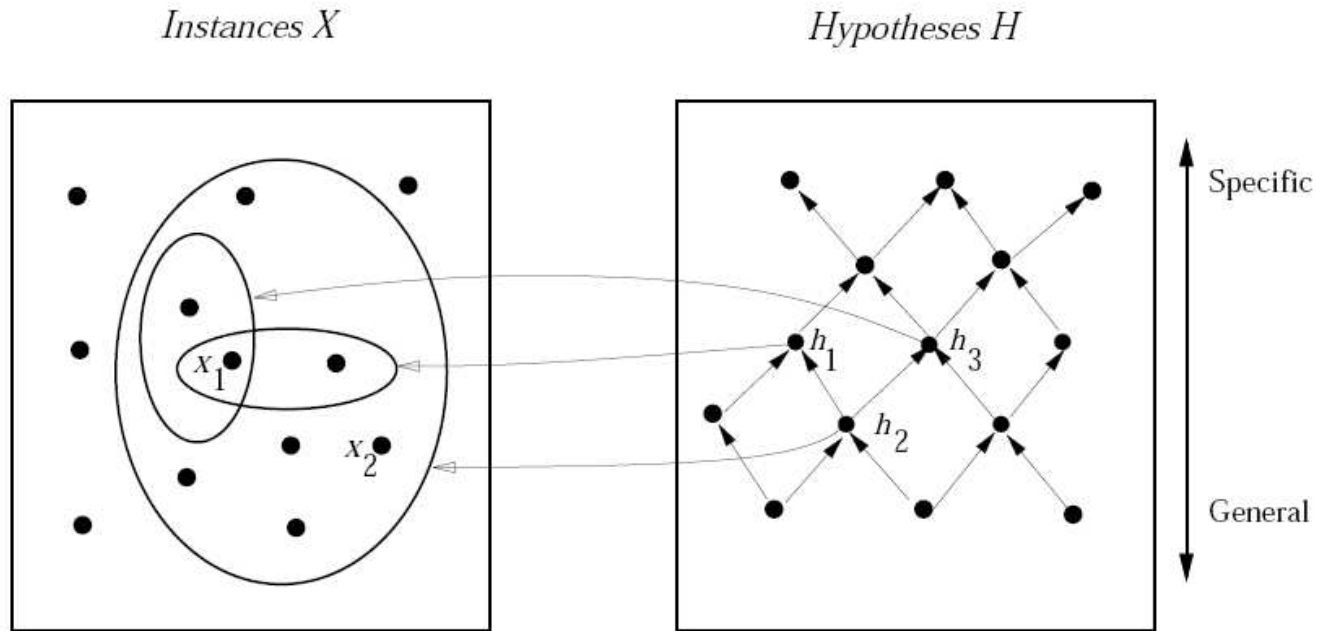 Instances X
Hypotheses H
Specific
h1
h3
x1
h2
x2
General